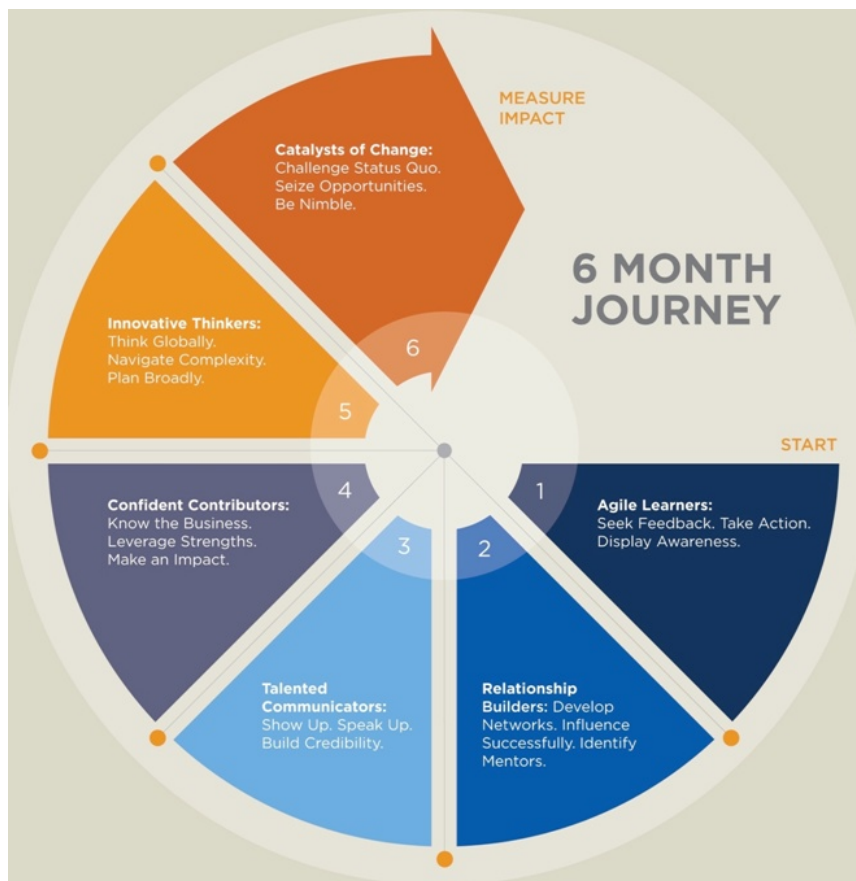 6 MONTH
JOURNEY
START
1
Agile Learners:
Seek Feedback. Take Action.
Display Awareness.
2
Relationship
Builders: Develop
Networks. Influence
Successfully. Identify
Mentors.
3
Talented
Communicators:
Show Up. Speak Up.
Build Credibility.
4
Confident Contributors:
Know the Business.
Leverage Strengths.
Make an Impact.
5
Innovative Thinkers:
Think Globally.
Navigate Complexity.
Plan Broadly.
6
Catalysts of Change:
Challenge Status Quo.
Seize Opportunities.
Be Nimble.
MEASURE
IMPACT